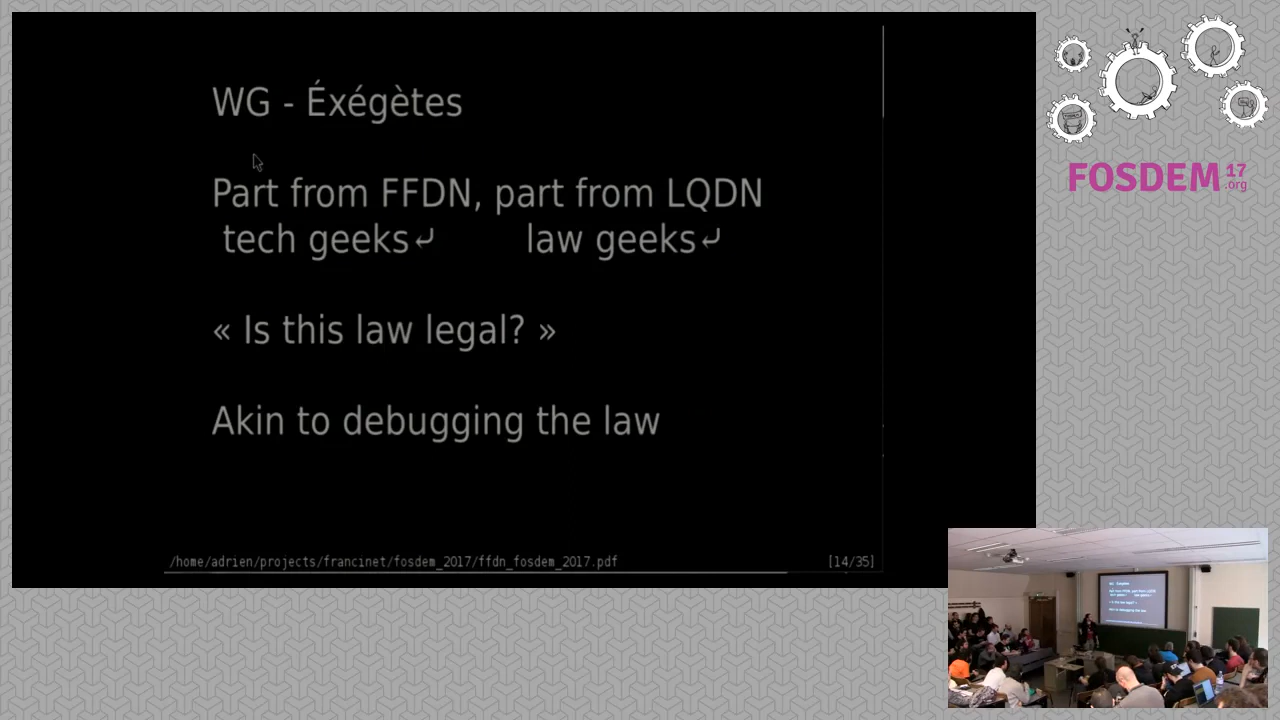 WG - Éxégètes
Part from FFDN, part from LQDN
tech geeks↲ law geeks↲
« Is this law legal? »
Akin to debugging the law
/home/adrien/projects/francinet/fosdem_2017/ffdn_fosdem_2017.pdf [14/35]
FOSDEM 17
.org